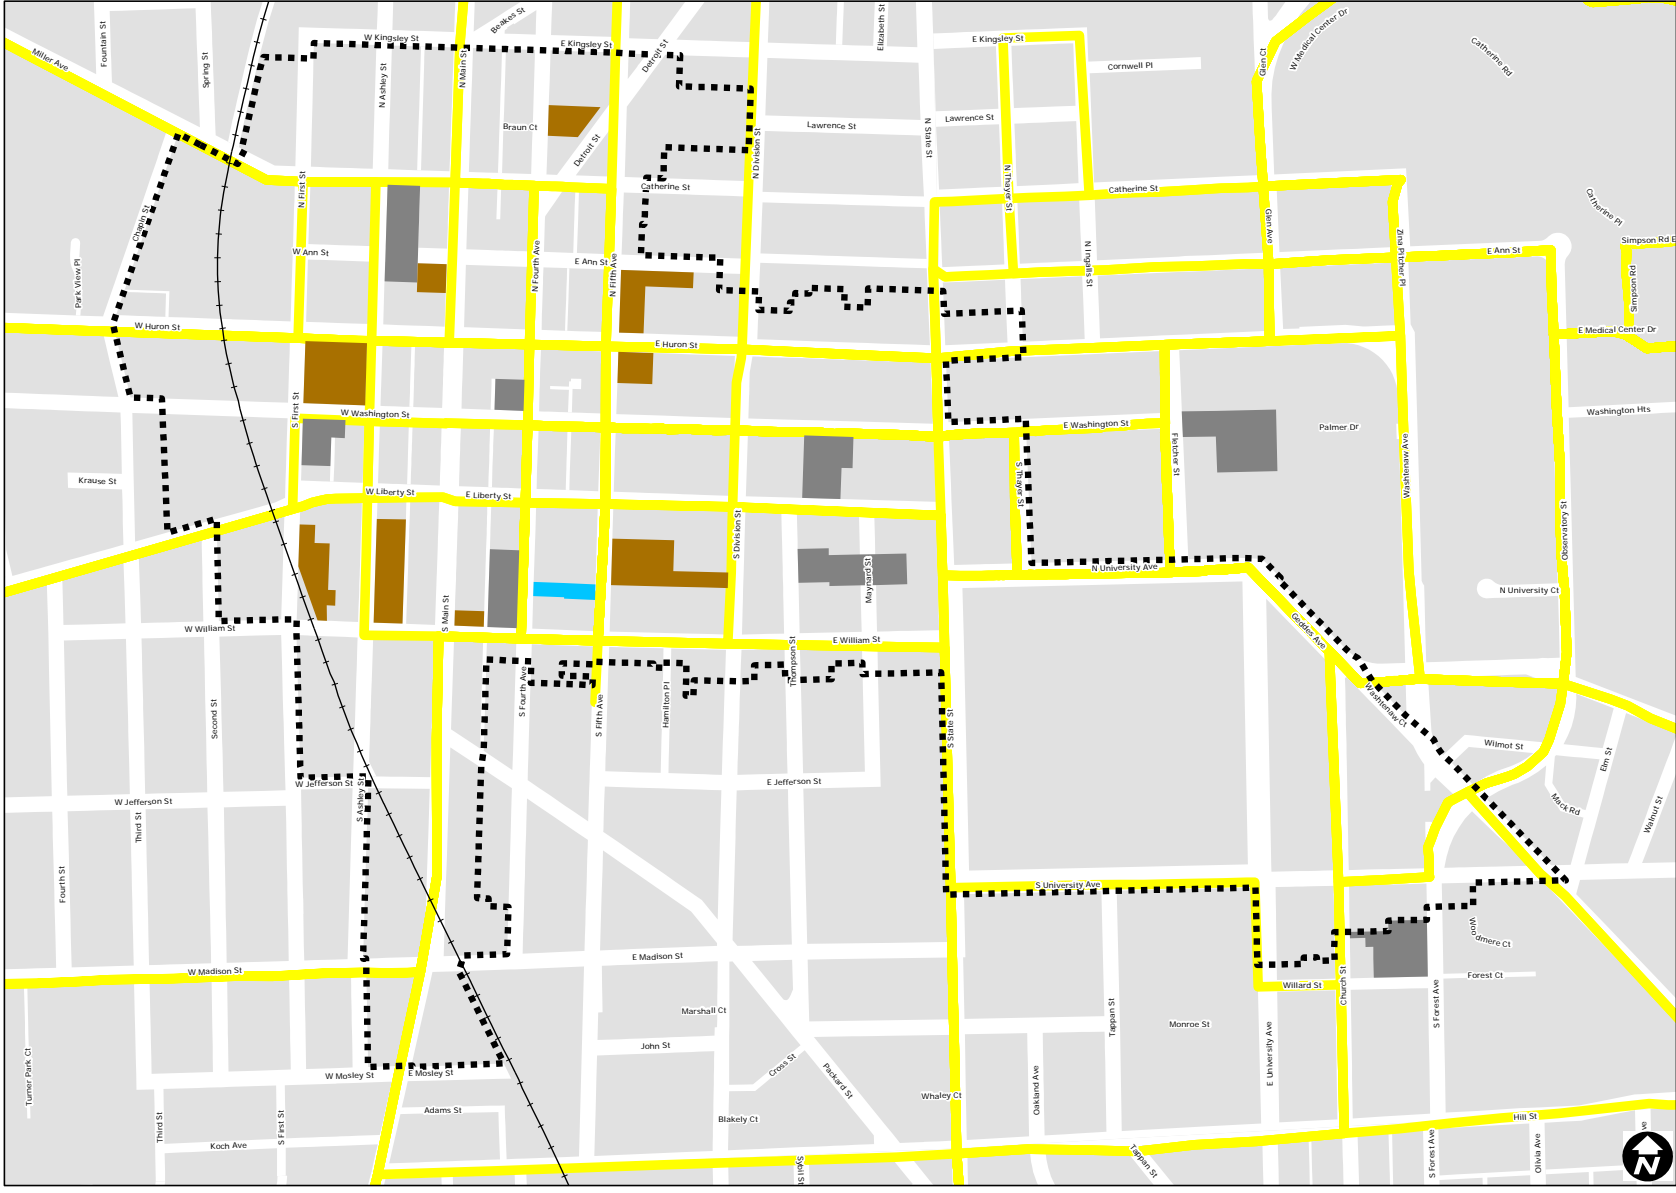 Miller Ave
Fountain St
Spring St
W Kingsley St
N Ashley St
N Main St
Beakes St
E Kingsley St
Detroit St
Elizabeth St
E Kingsley St
Cornwell Pl
Glen Ct
W Medical Center Dr
Catherine Rd
Braun Ct
Detroit St
N Division St
Lawrence St
N State St
Lawrence St
Chapin St
N First St
Catherine St
N Thayer St
Catherine St
Catherine Pl
Park View Pl
W Ann St
N Fourth Ave
E Ann St
N Fifth Ave
N Ingalls St
Glen Ave
Zina Pitcher Pl
E Ann St
Simpson Rd E
Simpson Rd
W Huron St
E Huron St
E Medical Center Dr
S First St
W Washington St
E Washington St
Palmer Dr
Washington Hts
Krause St
W Liberty St
E Liberty St
S Thayer St
Fletcher St
Washtenaw Ave
S Division St
Observatory St
Maynard St
N University Ave
N University Ct
S Main St
W William St
E William St
Geddes Ave
Thompson St
Second St
S Fourth Ave
S Fifth Ave
Hamilton Pl
S State St
Washtenaw Ct
Wilmot St
Elm St
W Jefferson St
W Jefferson St
S Ashley St
E Jefferson St
Mack Rd
Walnut St
Third St
Fourth St
S University Ave
Woodmere Ct
W Madison St
E Madison St
Willard St
Church St
Forest Ct
S Forest Ave
Marshall Ct
Tappan St
Monroe St
E University Ave
John St
Cross St
Packard St
Turner Park Ct
W Mosley St
E Mosley St
Whaley Ct
Oakland Ave
Adams St
Blakely Ct
Hill St
Third St
S First St
Koch Ave
Sybil St
Tappan St
S Forest Ave
Olivia Ave
ve
N